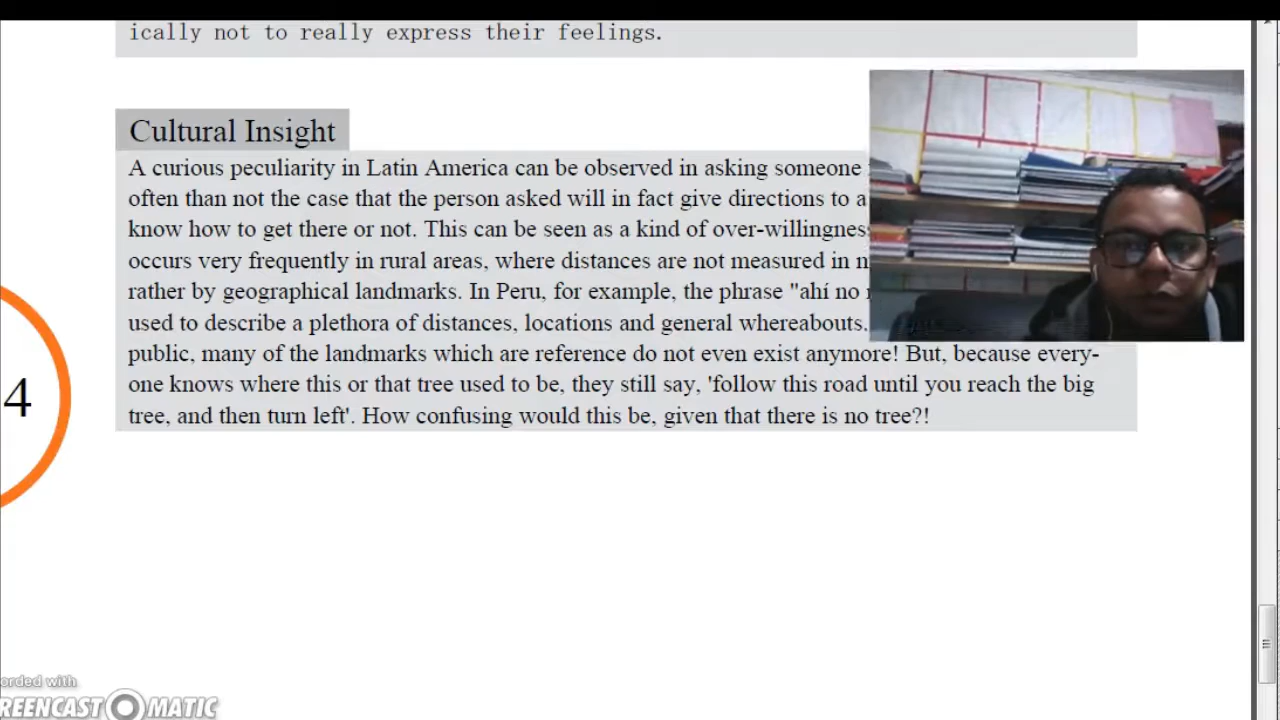 ically not to really express their feelings.
Cultural Insight
A curious peculiarity in Latin America can be observed in asking someone
often than not the case that the person asked will in fact give directions to a
know how to get there or not. This can be seen as a kind of over-willingness
occurs very frequently in rural areas, where distances are not measured in
rather by geographical landmarks. In Peru, for example, the phrase "ahí no
used to describe a plethora of distances, locations and general whereabouts.
public, many of the landmarks which are reference do not even exist anymore! But, because every-
one knows where this or that tree used to be, they still say, 'follow this road until you reach the big
tree, and then turn left'. How confusing would this be, given that there is no tree?!
4
orded with
REENCAST MATIC